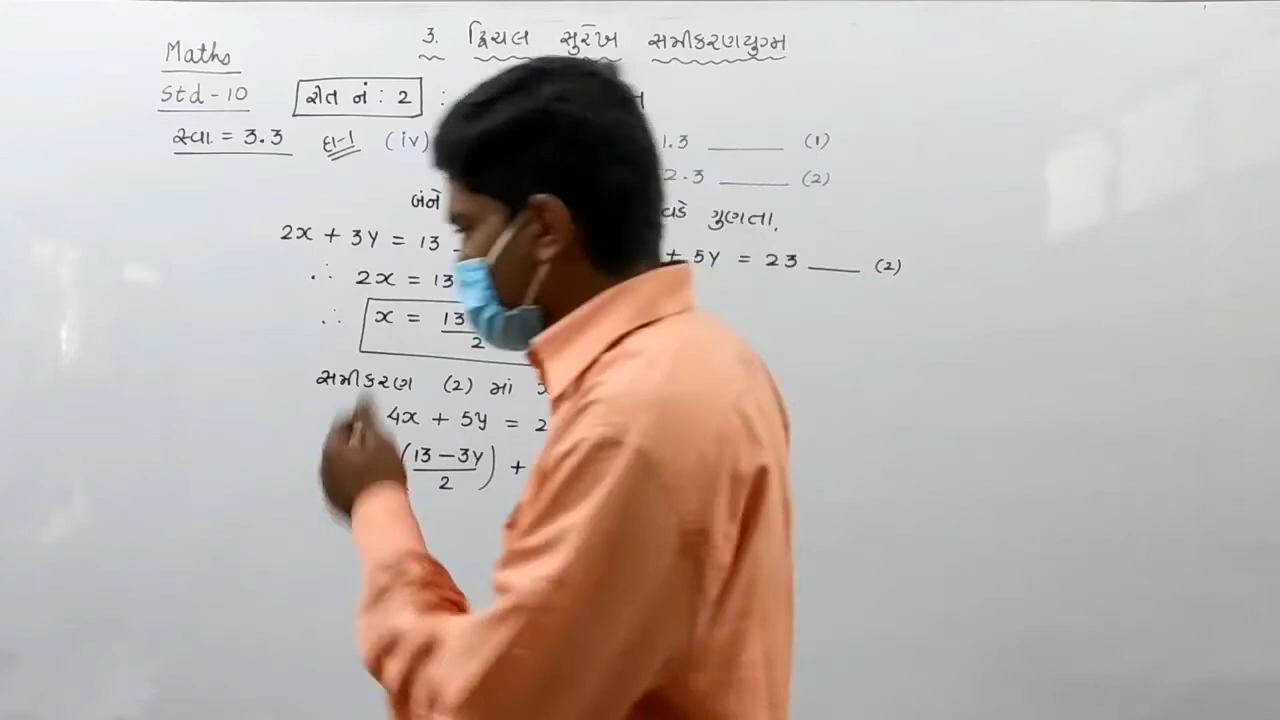 3. દ્વિચલ સુરેખ સમીકરણયુગ્મ
Maths
Std-10 રીત નં : 2 :
સ્વા = 3.3 દા-1 (iv) 1.3 _____ (1)
2.3 _____ (2)
બંને વડે ગુણતા,
2x + 3y = 13 + 5y = 23 ____ (2)
∴ 2x = 13
∴ x = 13/2
સમીકરણ (2) માં
4x + 5y = 2
(13 - 3y / 2) +